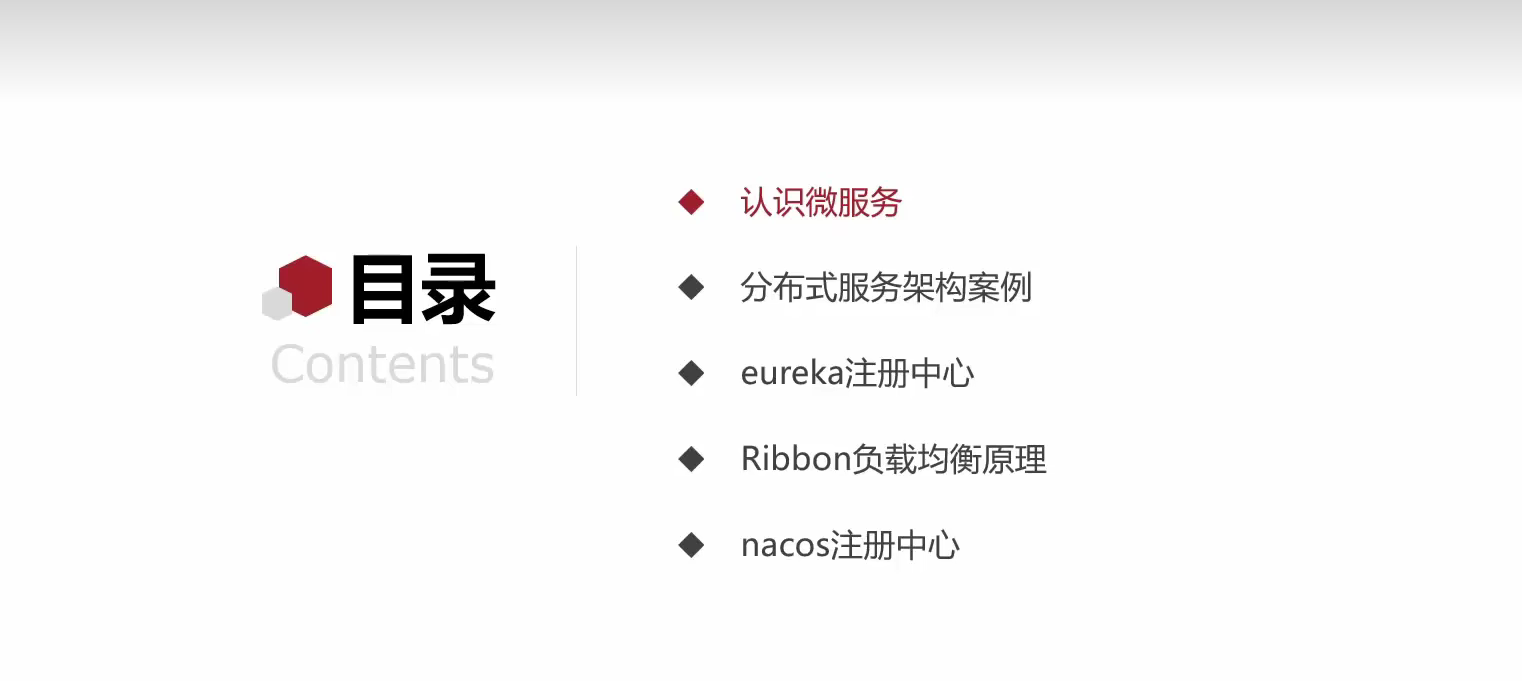 目录
Contents
认识微服务
分布式服务架构案例
eureka注册中心
Ribbon负载均衡原理
nacos注册中心